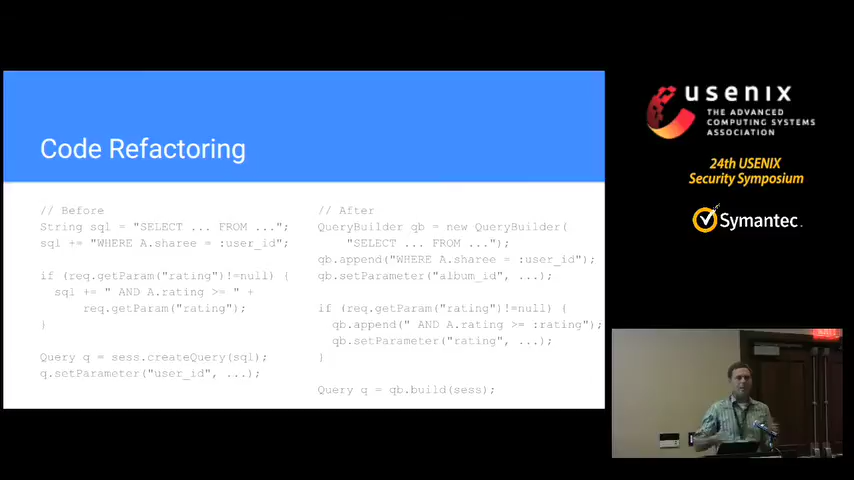 Code Refactoring
// Before
String sql = "SELECT ... FROM ...";
sql += "WHERE A.sharee = :user_id";
if (req.getParam("rating")!=null) {
sql += " AND A.rating >= " +
req.getParam("rating");
}
Query q = sess.createQuery(sql);
q.setParameter("user_id", ...);
// After
QueryBuilder qb = new QueryBuilder(
"SELECT ... FROM ...");
qb.append("WHERE A.sharee = :user_id");
qb.setParameter("album_id", ...);
if (req.getParam("rating")!=null) {
qb.append(" AND A.rating >= :rating");
qb.setParameter("rating", ...);
}
Query q = qb.build(sess);
usenix
THE ADVANCED
COMPUTING SYSTEMS
ASSOCIATION
24th USENIX
Security Symposium
Symantec.